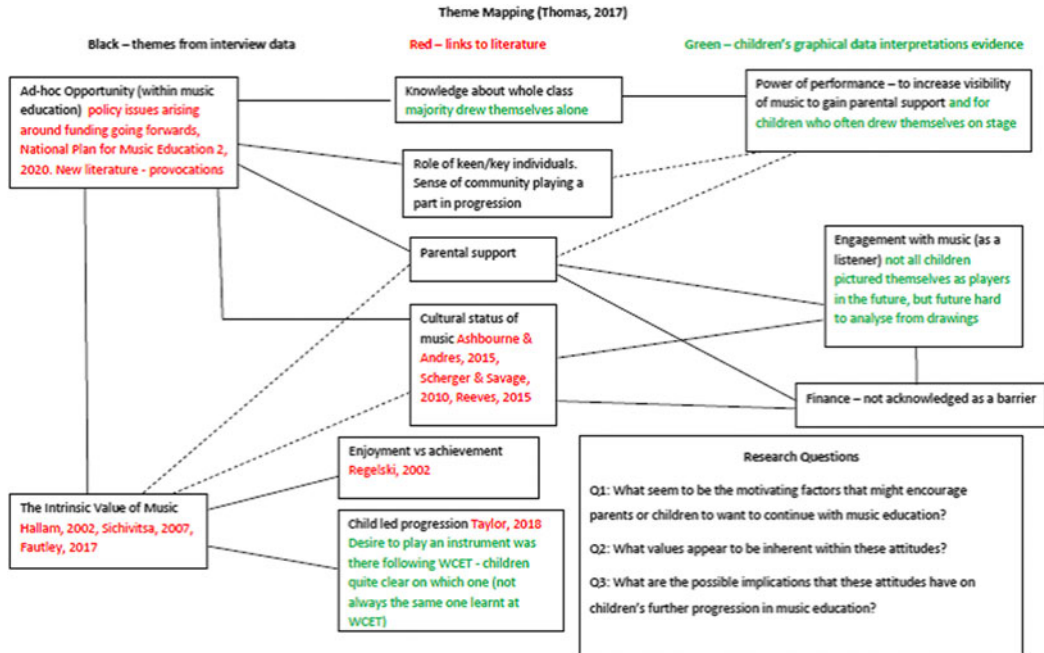 Theme Mapping (Thomas, 2017)
Black – themes from interview data
Red – links to literature
Green – children's graphical data interpretations evidence
Ad-hoc Opportunity (within music
education) policy issues arising
around funding going forwards,
National Plan for Music Education 2,
2020. New literature - provocations
Knowledge about whole class
majority drew themselves alone
Power of performance – to increase visibility
of music to gain parental support and for
children who often drew themselves on stage
Role of keen/key individuals.
Sense of community playing a
part in progression
Parental support
Engagement with music (as a
listener) not all children
pictured themselves as players
in the future, but future hard
to analyse from drawings
Cultural status of
music Ashbourne &
Andres, 2015,
Scherger & Savage,
2010, Reeves, 2015
Finance – not acknowledged as a barrier
Enjoyment vs achievement
Regelski, 2002
The Intrinsic Value of Music
Hallam, 2002, Sichivitsa, 2007,
Fautley, 2017
Child led progression Taylor, 2018
Desire to play an instrument was
there following WCET - children
quite clear on which one (not
always the same one learnt at
WCET)
Research Questions
Q1: What seem to be the motivating factors that might encourage
parents or children to want to continue with music education?
Q2: What values appear to be inherent within these attitudes?
Q3: What are the possible implications that these attitudes have on
children's further progression in music education?